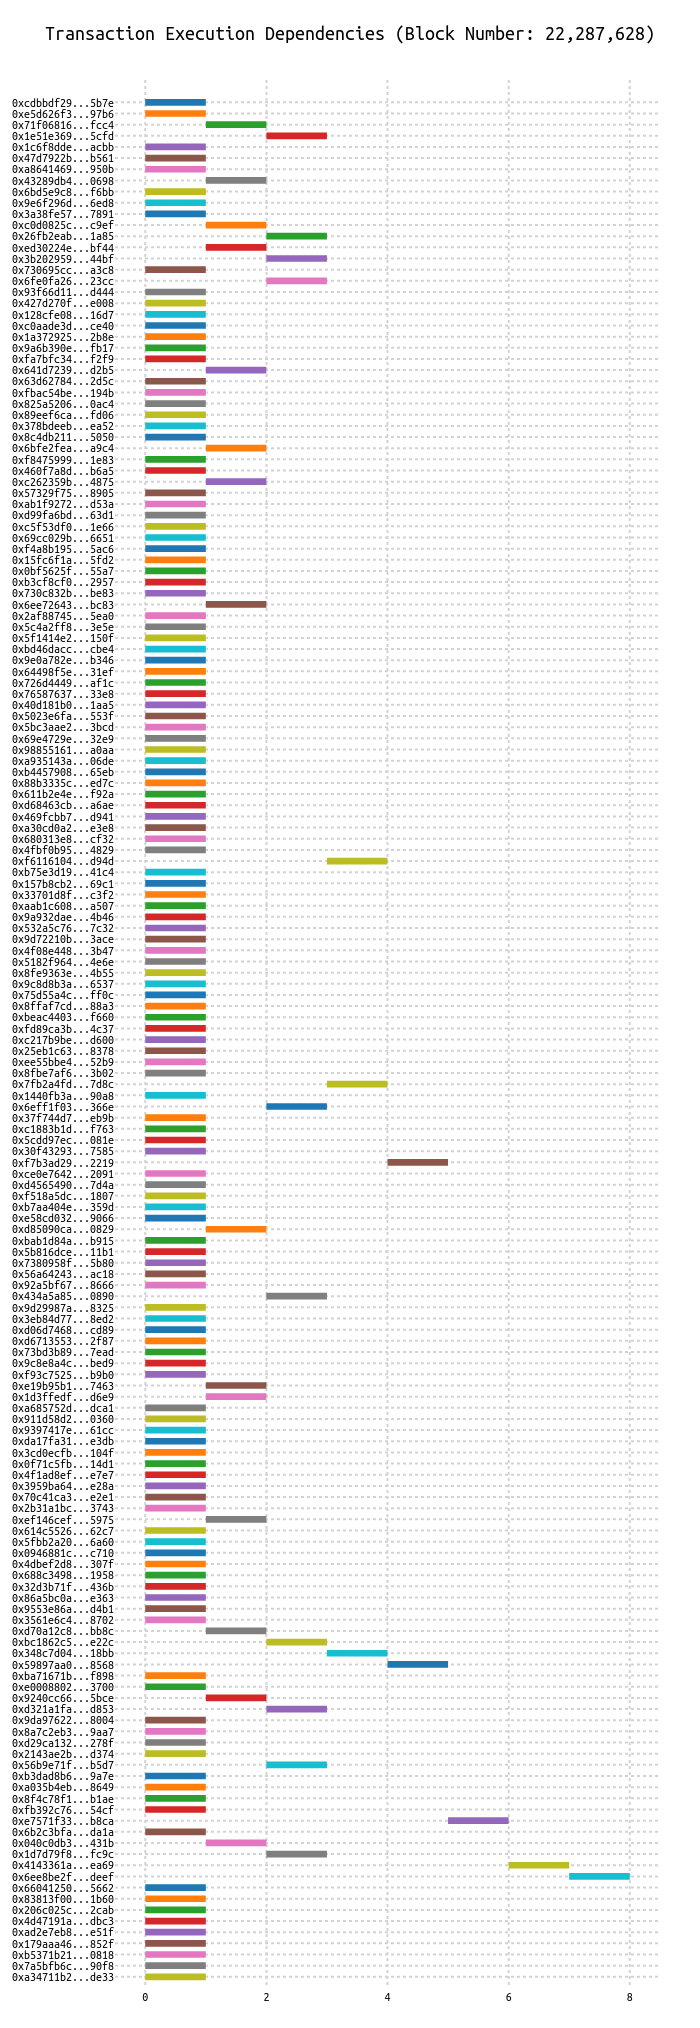 Transaction Execution Dependencies (Block Number: 22,287,628)
0xcdbbdf29...5b7e
0xe5d626f3...97b6
0x71f06816...fcc4
0x1e51e369...5cfd
0x1c6f8dde...acbb
0x47d7922b...b561
0xa8641469...950b
0x43289db4...0698
0x6bd5e9c8...f6bb
0x9e6f296d...6ed8
0x3a38fe57...7891
0xc0d0825c...c9ef
0x26fb2eab...1a85
0xed30224e...bf44
0x3b202959...44bf
0x730695cc...a3c8
0x6fe0fa26...23cc
0x93f66d11...d444
0x427d270f...e008
0x128cfe08...16d7
0xc0aade3d...ce40
0x1a372925...2b8e
0x9a6b390e...fb17
0xfa7bfc34...f2f9
0x641d7239...d2b5
0x63d62784...2d5c
0xfbac54be...194b
0x825a5206...0ac4
0x89eef6ca...fd06
0x378bdeeb...ea52
0x8c4db211...5050
0x6bfe2fea...a9c4
0xf8475999...1e83
0x460f7a8d...b6a5
0xc262359b...4875
0x57329f75...8905
0xab1f9272...d53a
0xd99fa6bd...63d1
0xc5f53df0...1e66
0x69cc029b...6651
0xf4a8b195...5ac6
0x15fc6f1a...5fd2
0x0bf5625f...55a7
0xb3cf8cf0...2957
0x730c832b...be83
0x6ee72643...bc83
0x2af88745...5ea0
0x5c4a2ff8...3e5e
0x5f1414e2...150f
0xbd46dacc...cbe4
0x9e0a782e...b346
0x64498f5e...31ef
0x726d4449...af1c
0x76587637...33e8
0x40d181b0...1aa5
0x5023e6fa...553f
0x5bc3aae2...3bcd
0x69e4729e...32e9
0x98855161...a0aa
0xa935143a...06de
0xb4457908...65eb
0x88b3335c...ed7c
0x611b2e4e...f92a
0xd68463cb...a6ae
0x469fcbb7...d941
0xa30cd0a2...e3e8
0x680313e8...cf32
0x4fbf0b95...4829
0xf6116104...d94d
0xb75e3d19...41c4
0x157b8cb2...69c1
0x33701d8f...c3f2
0xaab1c608...a507
0x9a932dae...4b46
0x532a5c76...7c32
0x9d72210b...3ace
0x4f08e448...3b47
0x5182f964...4e6e
0x8fe9363e...4b55
0x9c8d8b3a...6537
0x75d55a4c...ff0c
0x8ffaf7cd...88a3
0xbeac4403...f660
0xfd89ca3b...4c37
0xc217b9be...d600
0x25eb1c63...8378
0xee55bbe4...52b9
0x8fbe7af6...3b02
0x7fb2a4fd...7d8c
0x1440fb3a...90a8
0x6eff1f03...366e
0x37f744d7...eb9b
0xc1883b1d...f763
0x5cdd97ec...081e
0x30f43293...7585
0xf7b3ad29...2219
0xce0e7642...2091
0xd4565490...7d4a
0xf518a5dc...1807
0xb7aa404e...359d
0xe58cd032...9066
0xd85090ca...0829
0xbab1d84a...b915
0x5b816dce...11b1
0x7380958f...5b80
0x56a64243...ac18
0x92a5bf67...8666
0x434a5a85...0890
0x9d29987a...8325
0x3eb84d77...8ed2
0xd06d7468...cd89
0xd6713553...2f87
0x73bd3b89...7ead
0x9c8e8a4c...bed9
0xf93c7525...b9b0
0xe19b95b1...7463
0x1d3ffedf...d6e9
0xa685752d...dca1
0x911d58d2...0360
0x9397417e...61cc
0xda17fa31...e3db
0x3cd0ecfb...104f
0x0f71c5fb...14d1
0x4f1ad8ef...e7e7
0x3959ba64...e28a
0x70c41ca3...e2e1
0x2b31a1bc...3743
0xef146cef...5975
0x614c5526...62c7
0x5fbb2a20...6a60
0x0946881c...c710
0x4dbef2d8...307f
0x688c3498...1958
0x32d3b71f...436b
0x86a5bc0a...e363
0x9553e86a...d4b1
0x3561e6c4...8702
0xd70a12c8...bb8c
0xbc1862c5...e22c
0x348c7d04...18bb
0x59897aa0...8568
0xba71671b...f898
0xe0008802...3700
0x9240cc66...5bce
0xd321a1fa...d853
0x9da97622...8004
0x8a7c2eb3...9aa7
0xd29ca132...278f
0x2143ae2b...d374
0x56b9e71f...b5d7
0xb3dad8b6...9a7e
0xa035b4eb...8649
0x8f4c78f1...b1ae
0xfb392c76...54cf
0xe7571f33...b8ca
0x6b2c3bfa...da1a
0x040c0db3...431b
0x1d7d79f8...fc9c
0x4143361a...ea69
0x6ee8be2f...deef
0x66041250...5662
0x83813f00...1b60
0x206c025c...2cab
0x4d47191a...dbc3
0xad2e7eb8...e51f
0x179aaa46...852f
0xb5371b21...0818
0x7a5bfb6c...90f8
0xa34711b2...de33
0 2 4 6 8